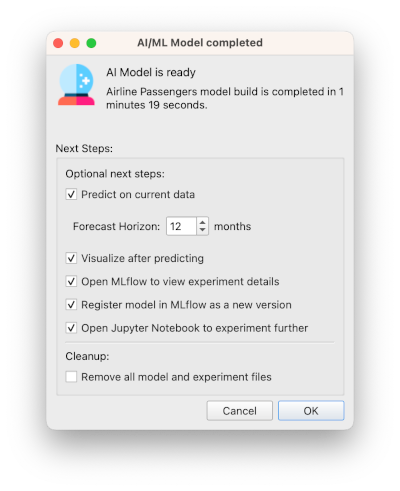 AI/ML Model completed
AI Model is ready
Airline Passengers model build is completed in 1
minutes 19 seconds.
Next Steps:
Optional next steps:
Predict on current data
Forecast Horizon: 12 months
Visualize after predicting
Open MLflow to view experiment details
Register model in MLflow as a new version
Open Jupyter Notebook to experiment further
Cleanup:
Remove all model and experiment files
Cancel OK